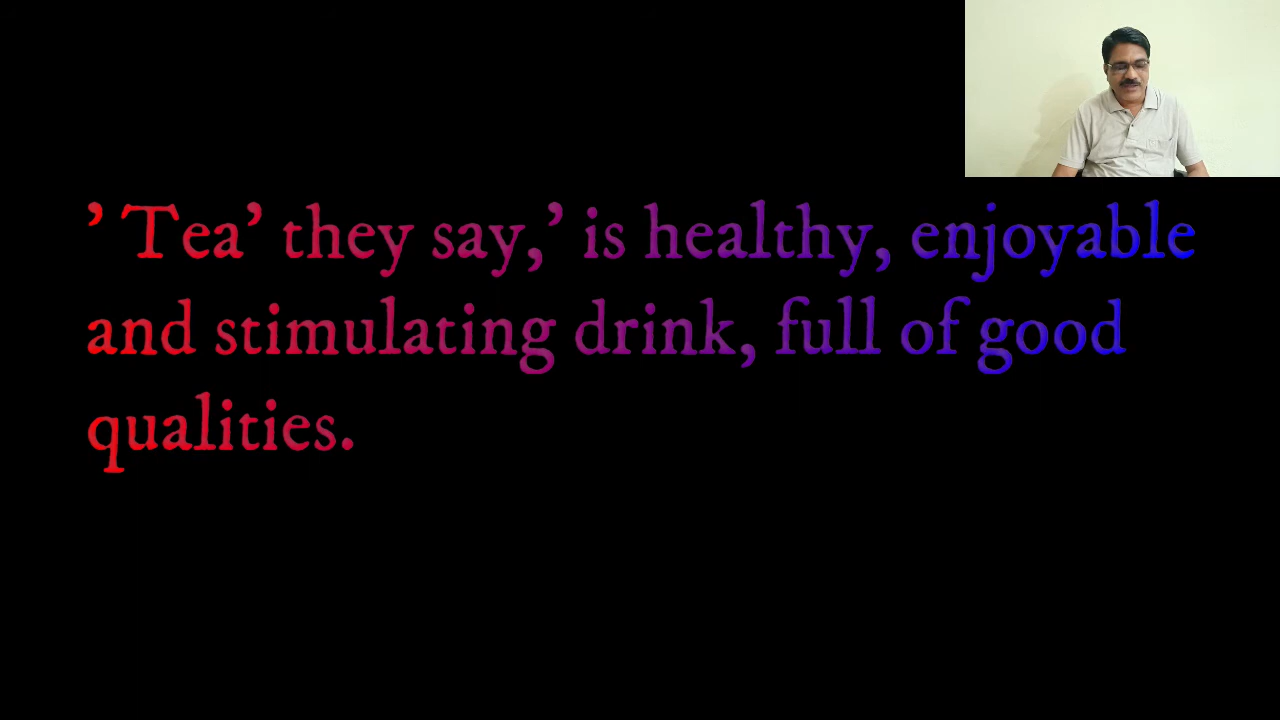 ’ Tea’ they say,’ is healthy, enjoyable
and stimulating drink, full of good
qualities.